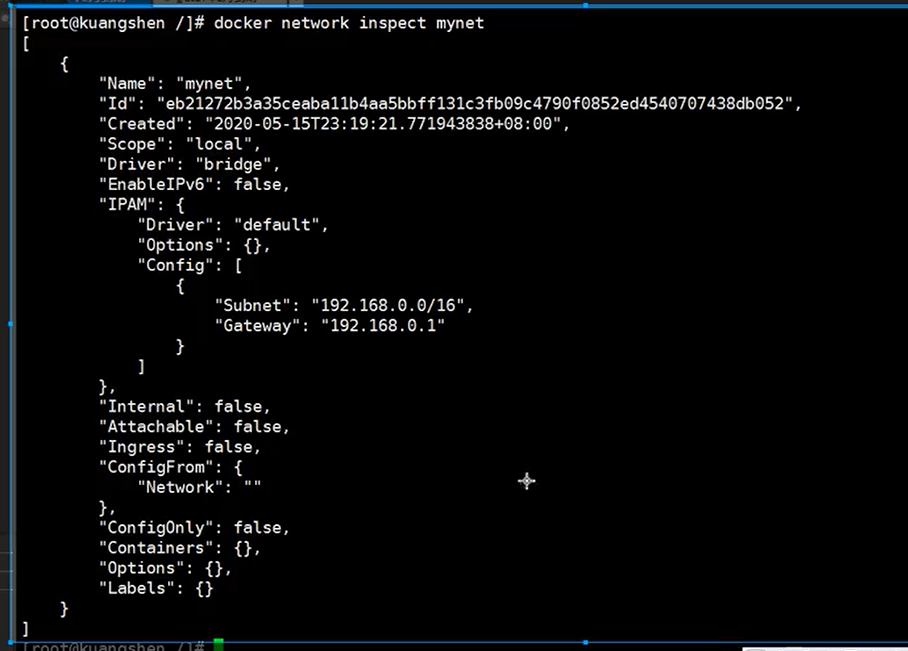 [root@kuangshen /]# docker network inspect mynet
[
    {
        "Name": "mynet",
        "Id": "eb21272b3a35ceaba11b4aa5bbff131c3fb09c4790f0852ed4540707438db052",
        "Created": "2020-05-15T23:19:21.771943838+08:00",
        "Scope": "local",
        "Driver": "bridge",
        "EnableIPv6": false,
        "IPAM": {
            "Driver": "default",
            "Options": {},
            "Config": [
                {
                    "Subnet": "192.168.0.0/16",
                    "Gateway": "192.168.0.1"
                }
            ]
        },
        "Internal": false,
        "Attachable": false,
        "Ingress": false,
        "ConfigFrom": {
            "Network": ""
        },
        "ConfigOnly": false,
        "Containers": {},
        "Options": {},
        "Labels": {}
    }
]
[root@kuangshen /]#